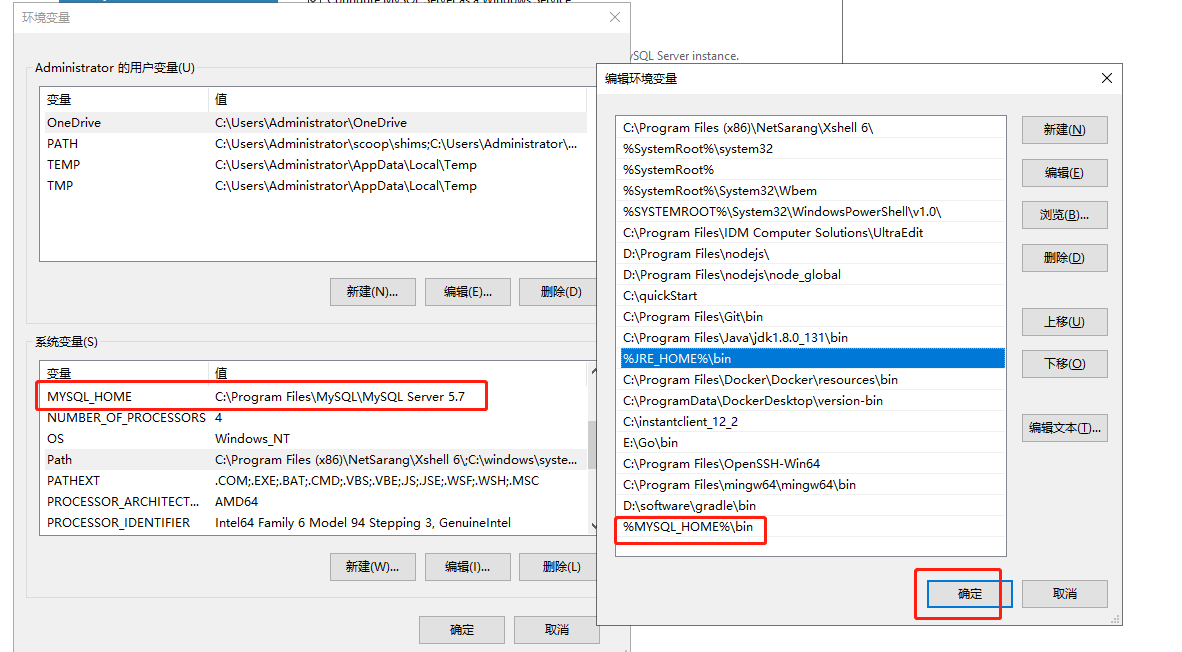 环境变量
ySQL Server instance.
Administrator 的用户变量(U)
变量 值
OneDrive C:\Users\Administrator\OneDrive
PATH C:\Users\Administrator\scoop\shims;C:\Users\Administrator\...
TEMP C:\Users\Administrator\AppData\Local\Temp
TMP C:\Users\Administrator\AppData\Local\Temp
新建(N)... 编辑(E)... 删除(D)
系统变量(S)
变量 值
MYSQL_HOME C:\Program Files\MySQL\MySQL Server 5.7
NUMBER_OF_PROCESSORS 4
OS Windows_NT
Path C:\Program Files (x86)\NetSarang\Xshell 6\;C:\windows\syste...
PATHEXT .COM;.EXE;.BAT;.CMD;.VBS;.VBE;.JS;.JSE;.WSF;.WSH;.MSC
PROCESSOR_ARCHITECT... AMD64
PROCESSOR_IDENTIFIER Intel64 Family 6 Model 94 Stepping 3, GenuineIntel
新建(W)... 编辑(I)... 删除(L)
确定 取消
编辑环境变量
C:\Program Files (x86)\NetSarang\Xshell 6\
%SystemRoot%\system32
%SystemRoot%
%SystemRoot%\System32\Wbem
%SYSTEMROOT%\System32\WindowsPowerShell\v1.0\
C:\Program Files\IDM Computer Solutions\UltraEdit
D:\Program Files\nodejs\
D:\Program Files\nodejs\node_global
C:\quickStart
C:\Program Files\Git\bin
C:\Program Files\Java\jdk1.8.0_131\bin
%JRE_HOME%\bin
C:\Program Files\Docker\Docker\resources\bin
C:\ProgramData\DockerDesktop\version-bin
C:\instantclient_12_2
E:\Go\bin
C:\Program Files\OpenSSH-Win64
C:\Program Files\mingw64\mingw64\bin
D:\software\gradle\bin
%MYSQL_HOME%\bin
新建(N)
编辑(E)
浏览(B)...
删除(D)
上移(U)
下移(O)
编辑文本(T)...
确定 取消